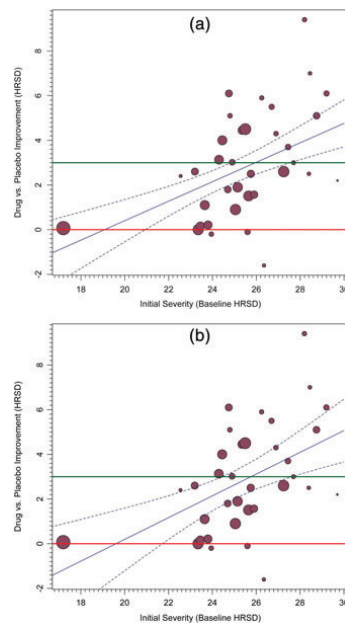 (a)
Drug vs. Placebo Improvement (HRSD)
8
6
4
2
0
-2
18 20 22 24 26 28 30
Initial Severity (Baseline HRSD)
(b)
Drug vs. Placebo Improvement (HRSD)
8
6
4
2
0
-2
18 20 22 24 26 28 30
Initial Severity (Baseline HRSD)